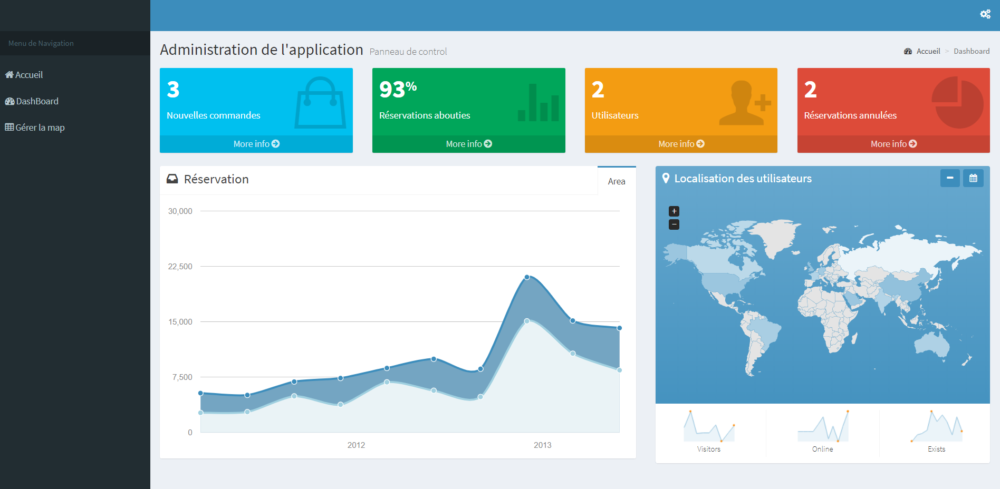 Menu de Navigation
Accueil
DashBoard
Gérer la map
Administration de l'application Panneau de control
Accueil > Dashboard
3
Nouvelles commandes
More info
93%
Réservations abouties
More info
2
Utilisateurs
More info
2
Réservations annulées
More info
Réservation
Area
30,000
22,500
15,000
7,500
0
2012
2013
Localisation des utilisateurs
+
−
Visitors
Online
Exists